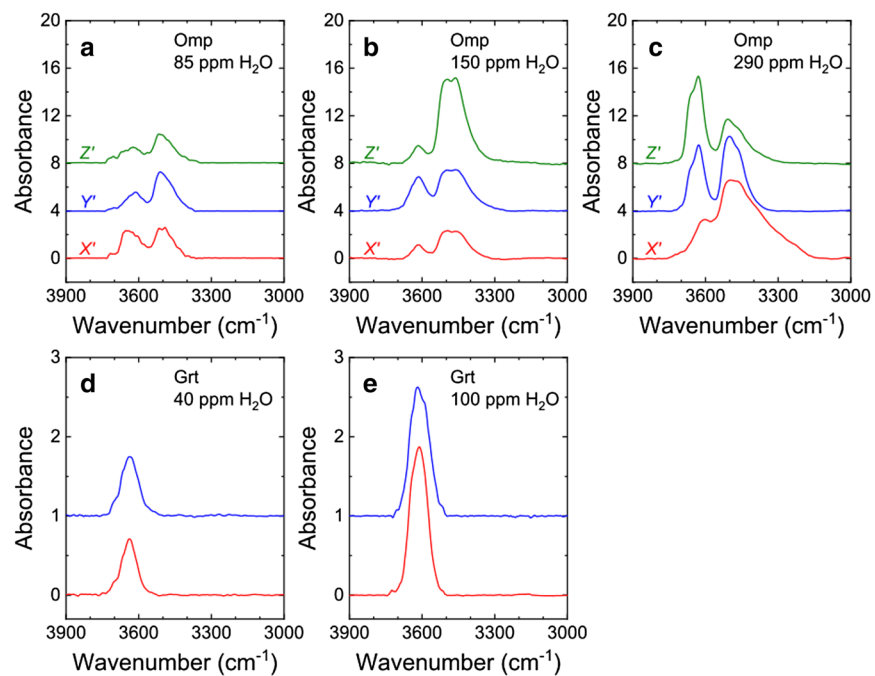 a
Omp
85 ppm H2O
Z'
Y'
X'
20
16
12
8
4
0
Absorbance
3900
3600
3300
3000
Wavenumber (cm-1)
b
Omp
150 ppm H2O
Z'
Y'
X'
20
16
12
8
4
0
Absorbance
3900
3600
3300
3000
Wavenumber (cm-1)
c
Omp
290 ppm H2O
Z'
Y'
X'
20
16
12
8
4
0
Absorbance
3900
3600
3300
3000
Wavenumber (cm-1)
d
Grt
40 ppm H2O
3
2
1
0
Absorbance
3900
3600
3300
3000
Wavenumber (cm-1)
e
Grt
100 ppm H2O
3
2
1
0
Absorbance
3900
3600
3300
3000
Wavenumber (cm-1)